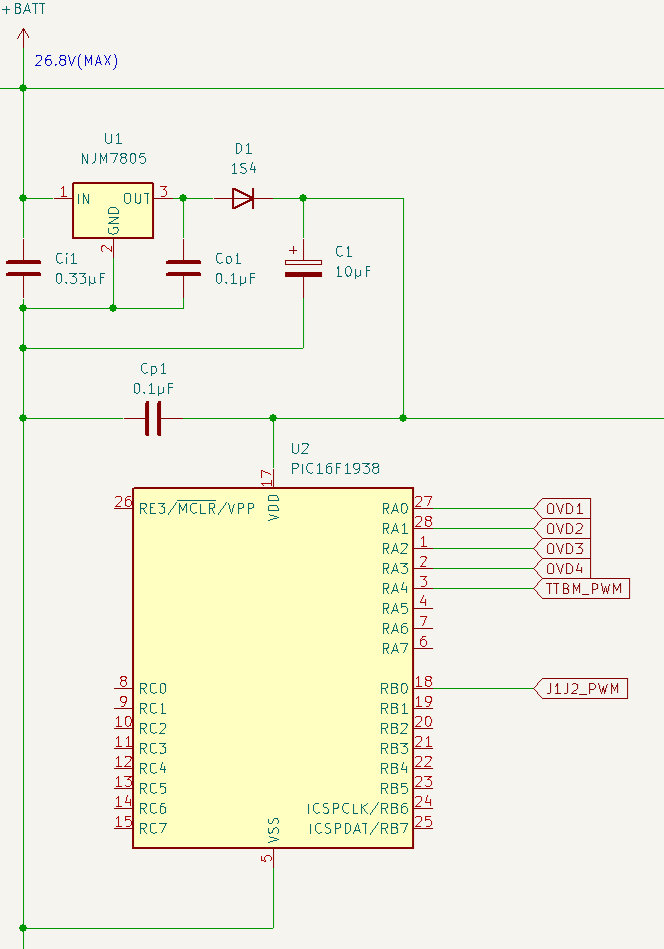 +BATT
26.8V(MAX)
U1
NJM7805
D1
1S4
1
IN
OUT
3
GND
2
Ci1
0.33µF
Co1
0.1µF
+
C1
10µF
Cp1
0.1µF
U2
PIC16F1938
17
VDD
26
RE3/MCLR/VPP
RA0
27
OVD1
RA1
28
OVD2
RA2
1
OVD3
RA3
2
OVD4
RA4
3
TTBM_PWM
RA5
4
RA6
7
RA7
6
8
RC0
RB0
18
J1J2_PWM
9
RC1
RB1
19
10
RC2
RB2
20
11
RC3
RB3
21
12
RC4
RB4
22
13
RC5
RB5
23
14
RC6
ICSPCLK/RB6
24
15
RC7
ICSPDAT/RB7
25
VSS
5